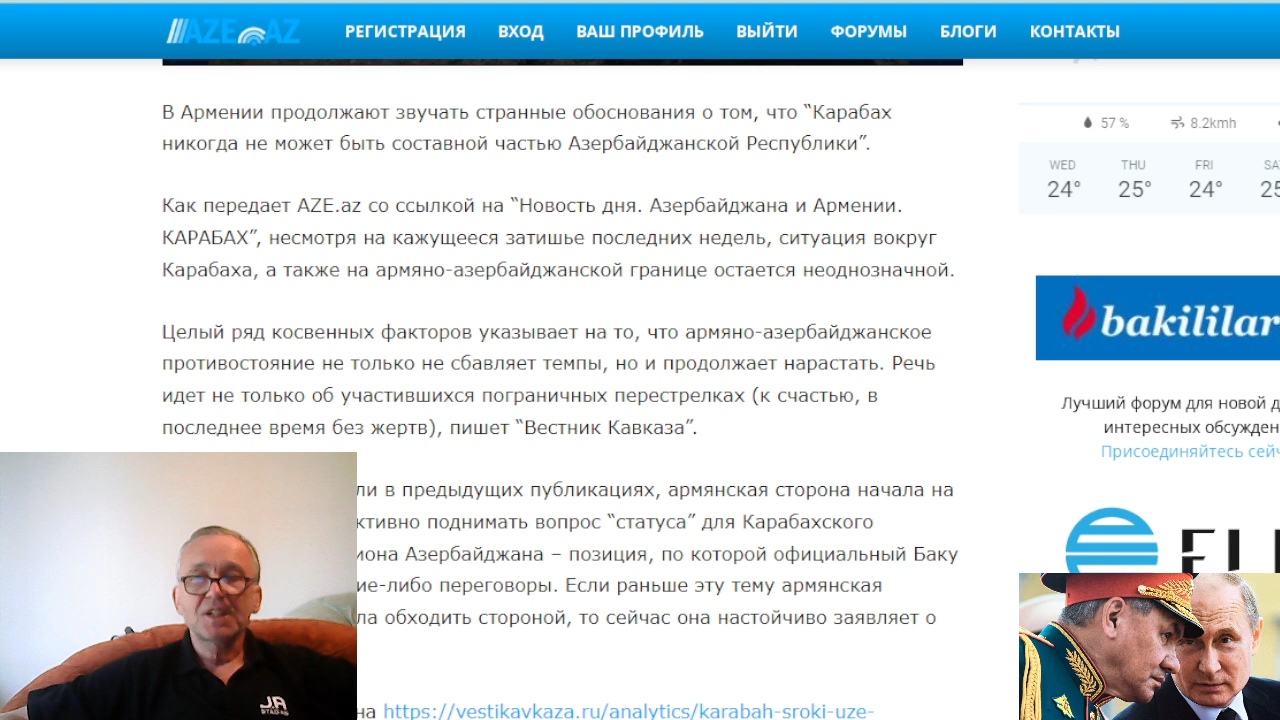 AZE AZ
РЕГИСТРАЦИЯ ВХОД ВАШ ПРОФИЛЬ ВЫЙТИ ФОРУМЫ БЛОГИ КОНТАКТЫ
В Армении продолжают звучать странные обоснования о том, что “Карабах
никогда не может быть составной частью Азербайджанской Республики”.
Как передает AZE.az со ссылкой на “Новость дня. Азербайджана и Армении.
КАРАБАХ”, несмотря на кажущееся затишье последних недель, ситуация вокруг
Карабаха, а также на армяно-азербайджанской границе остается неоднозначной.
Целый ряд косвенных факторов указывает на то, что армяно-азербайджанское
противостояние не только не сбавляет темпы, но и продолжает нарастать. Речь
идет не только об участившихся пограничных перестрелках (к счастью, в
последнее время без жертв), пишет “Вестник Кавказа”.
ли в предыдущих публикациях, армянская сторона начала на
ктивно поднимать вопрос “статуса” для Карабахского
иона Азербайджана – позиция, по которой официальный Баку
ие-либо переговоры. Если раньше эту тему армянская
ла обходить стороной, то сейчас она настойчиво заявляет о
на https://vestikavkaza.ru/analytics/karabah-sroki-uze-
57 % 8.2kmh
WED THU FRI SA
24° 25° 24° 25
bakililar
Лучший форум для новой д
интересных обсужден
Присоединяйтесь сейч
JA